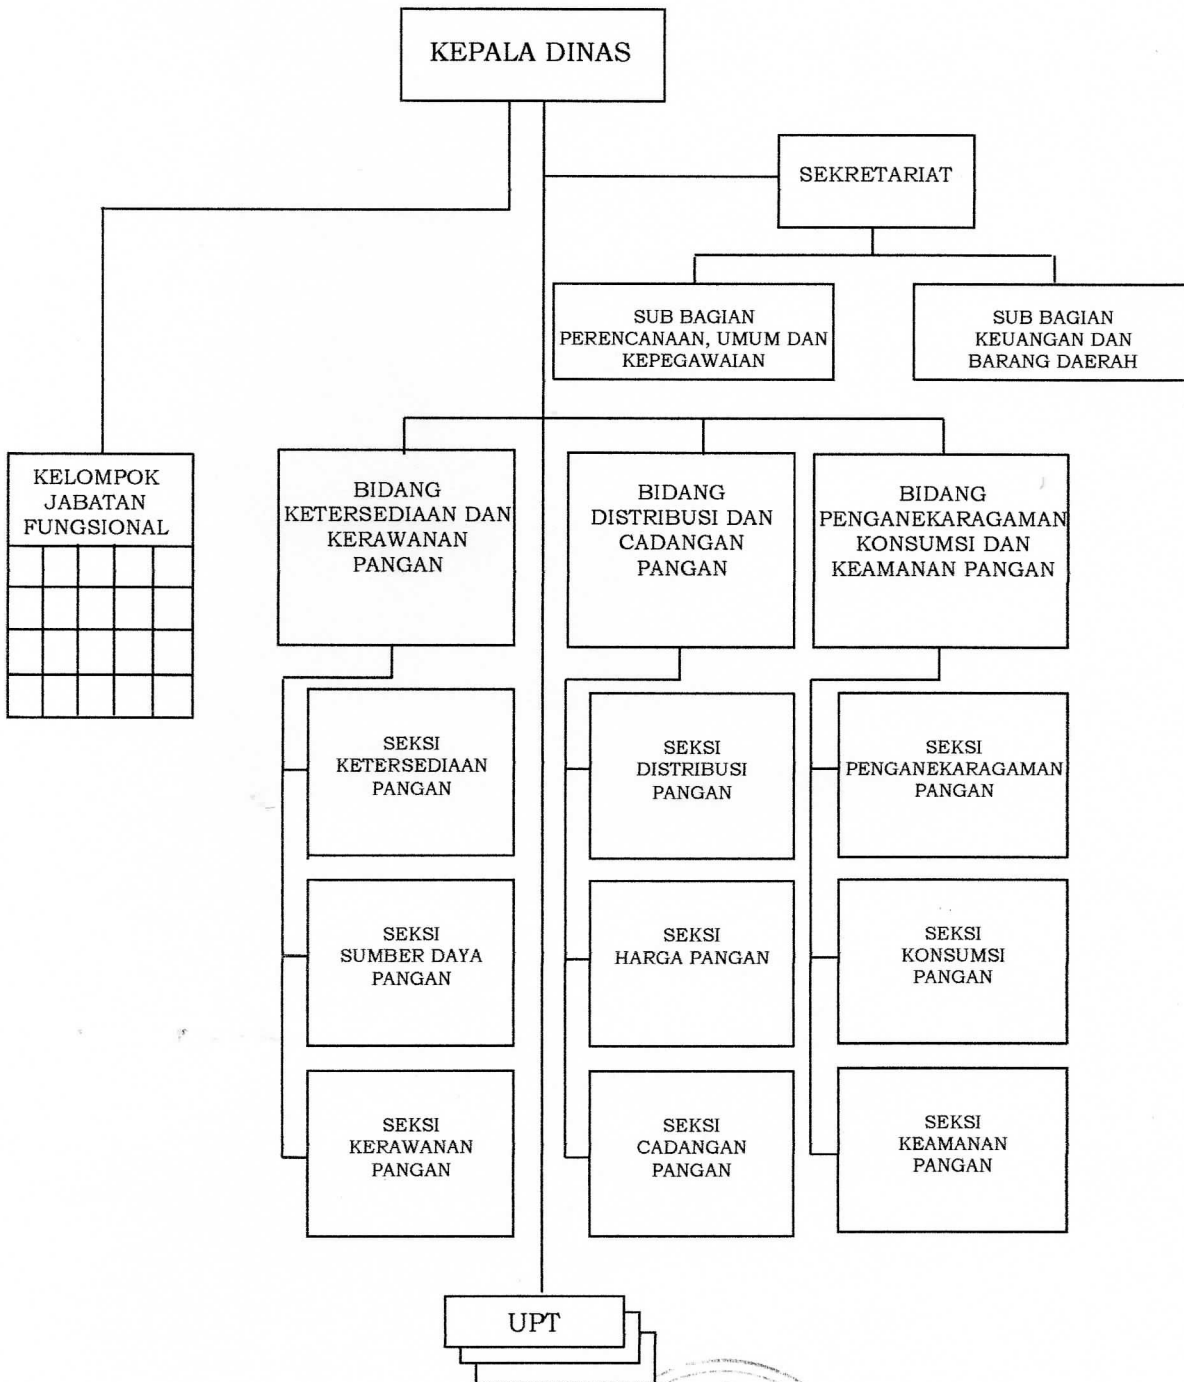 KEPALA DINAS
SEKRETARIAT
SUB BAGIAN
PERENCANAAN, UMUM DAN
KEPEGAWAIAN
SUB BAGIAN
KEUANGAN DAN
BARANG DAERAH
KELOMPOK
JABATAN
FUNGSIONAL
BIDANG
KETERSEDIAAN DAN
KERAWANAN
PANGAN
BIDANG
DISTRIBUSI DAN
CADANGAN
PANGAN
BIDANG
PENGANEKARAGAMAN
KONSUMSI DAN
KEAMANAN PANGAN
SEKSI
KETERSEDIAAN
PANGAN
SEKSI
DISTRIBUSI
PANGAN
SEKSI
PENGANEKARAGAMAN
PANGAN
SEKSI
SUMBER DAYA
PANGAN
SEKSI
HARGA PANGAN
SEKSI
KONSUMSI
PANGAN
SEKSI
KERAWANAN
PANGAN
SEKSI
CADANGAN
PANGAN
SEKSI
KEAMANAN
PANGAN
UPT